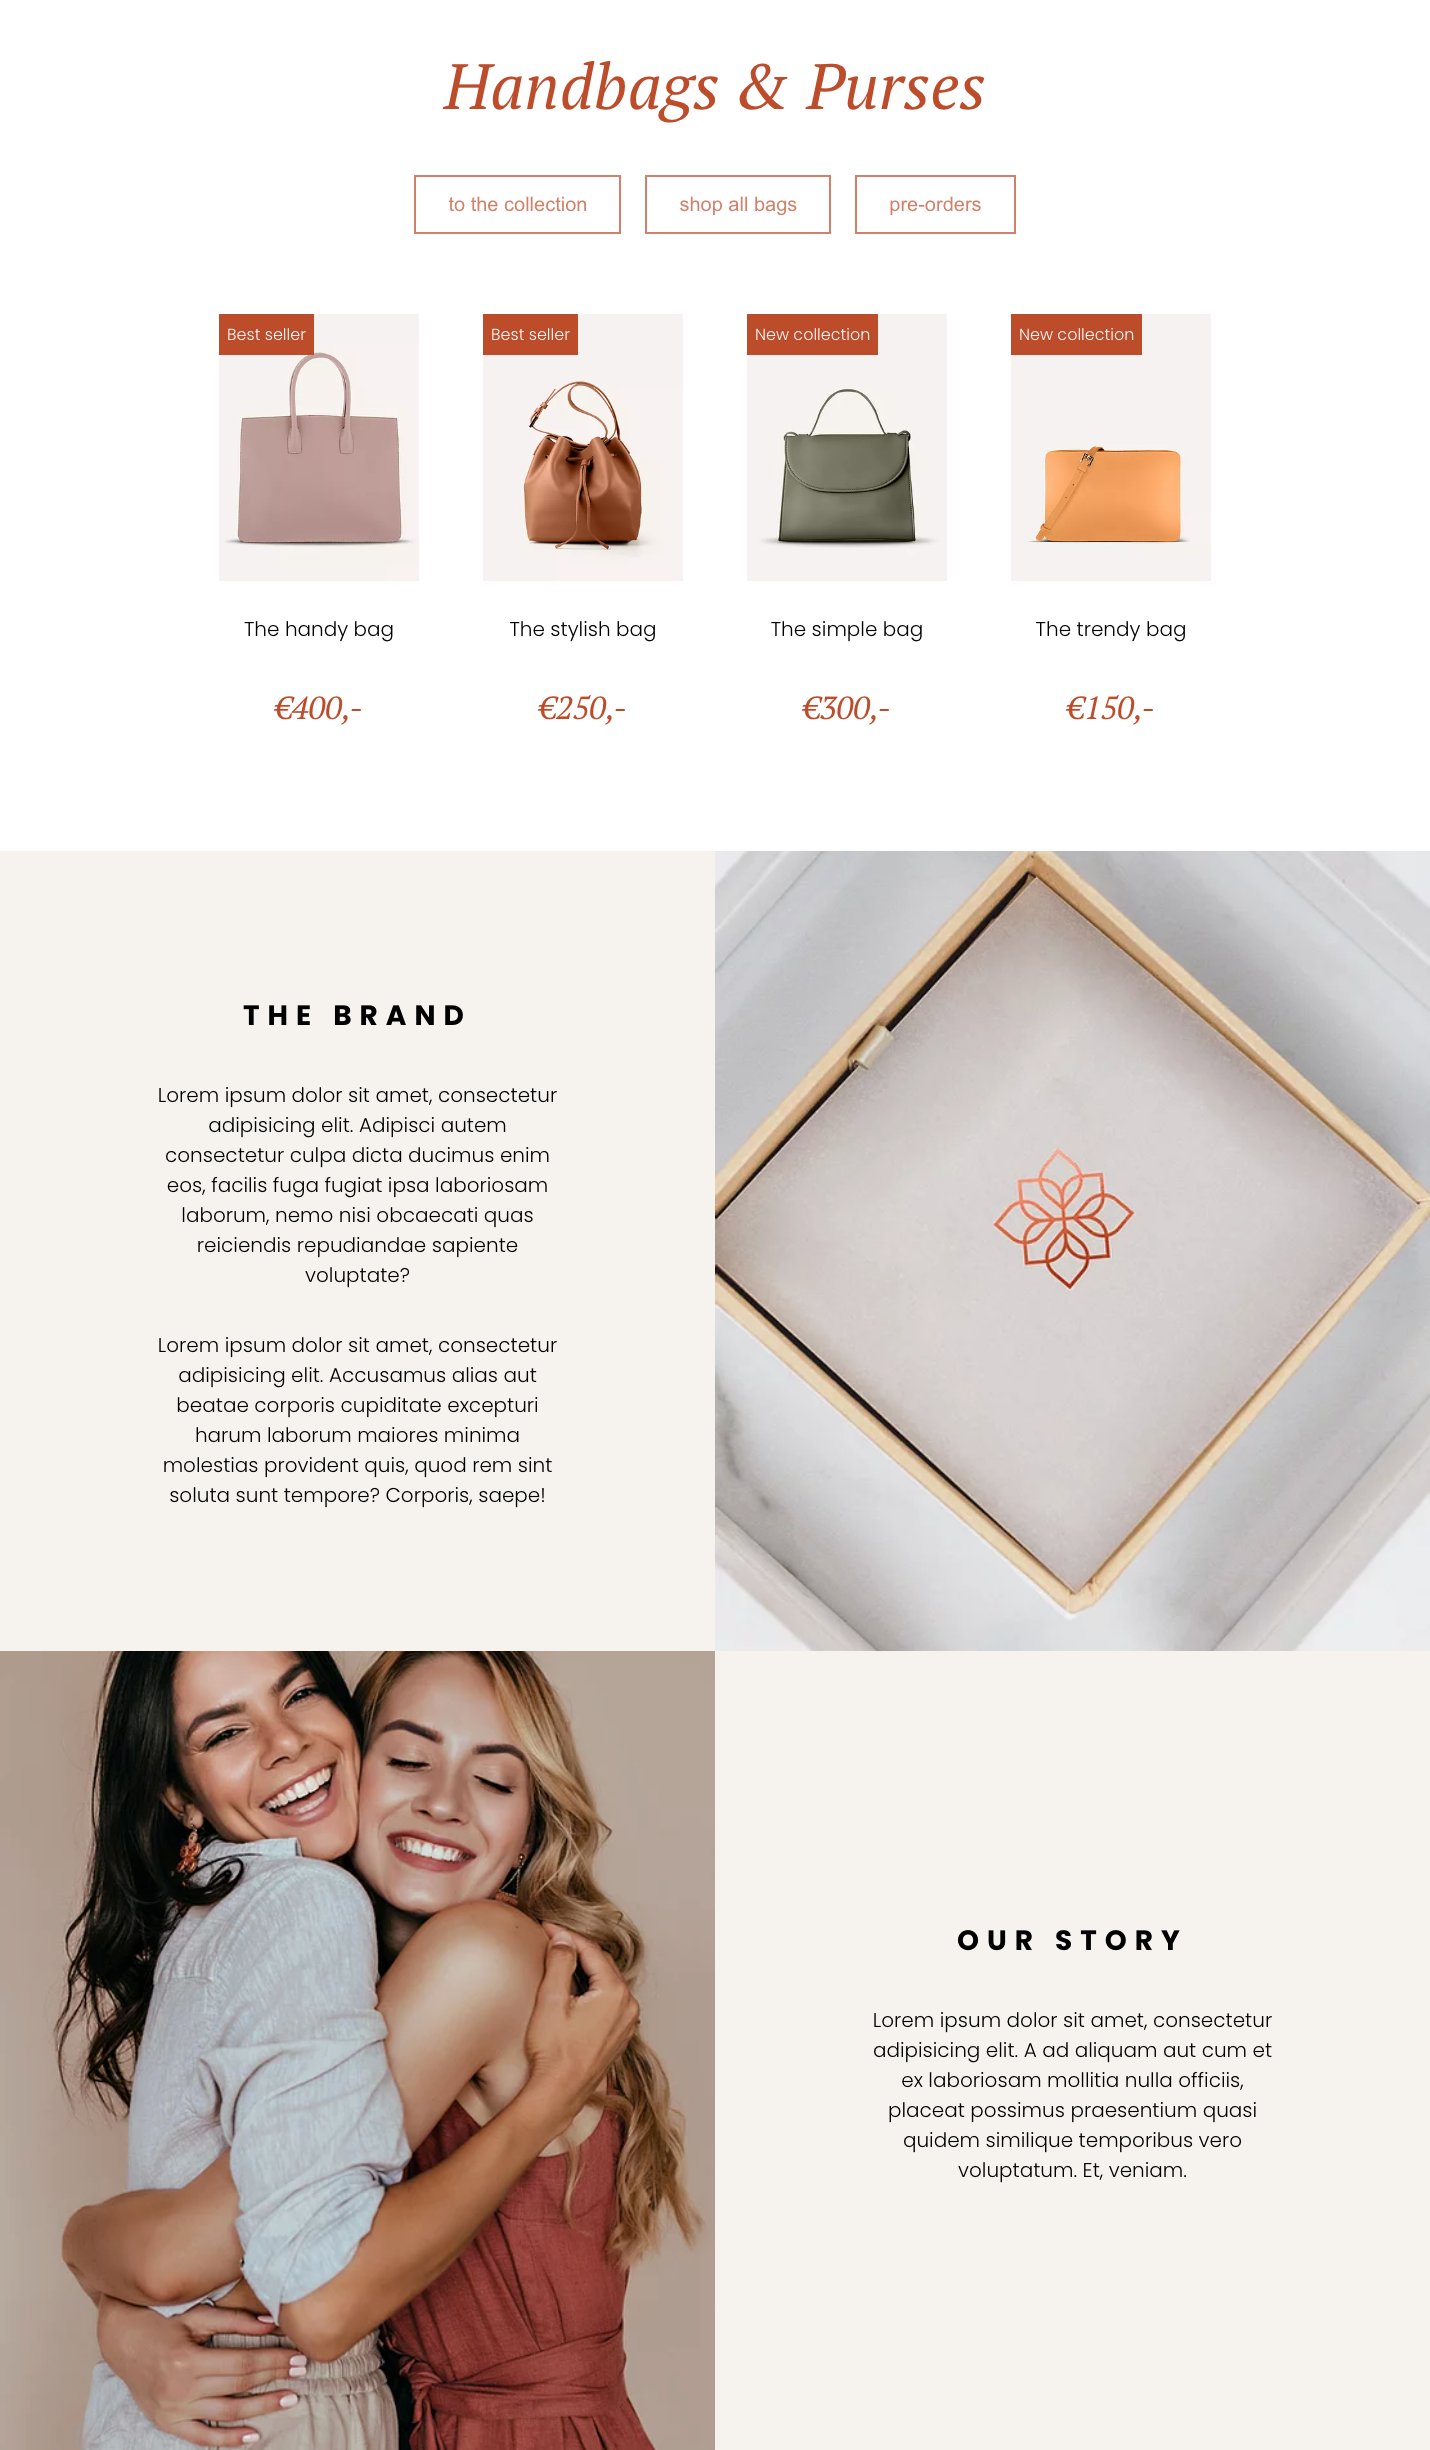 Handbags & Purses
to the collection
shop all bags
pre-orders
Best seller
Best seller
New collection
New collection
The handy bag
The stylish bag
The simple bag
The trendy bag
€400,-
€250,-
€300,-
€150,-
THE BRAND
Lorem ipsum dolor sit amet, consectetur
adipisicing elit. Adipisci autem
consectetur culpa dicta ducimus enim
eos, facilis fuga fugiat ipsa laboriosam
laborum, nemo nisi obcaecati quas
reiciendis repudiandae sapiente
voluptate?
Lorem ipsum dolor sit amet, consectetur
adipisicing elit. Accusamus alias aut
beatae corporis cupiditate excepturi
harum laborum maiores minima
molestias provident quis, quod rem sint
soluta sunt tempore? Corporis, saepe!
OUR STORY
Lorem ipsum dolor sit amet, consectetur
adipisicing elit. A ad aliquam aut cum et
ex laboriosam mollitia nulla officiis,
placeat possimus praesentium quasi
quidem similique temporibus vero
voluptatum. Et, veniam.